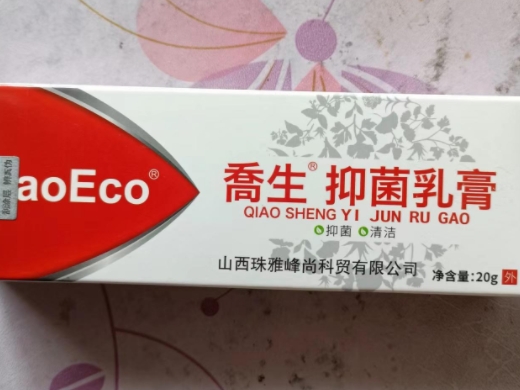 aoEco®
喬生® 抑菌乳膏
QIAO SHENG YI JUN RU GAO
抑菌 清洁
山西珠雅峰尚科贸有限公司 净含量:20g 外